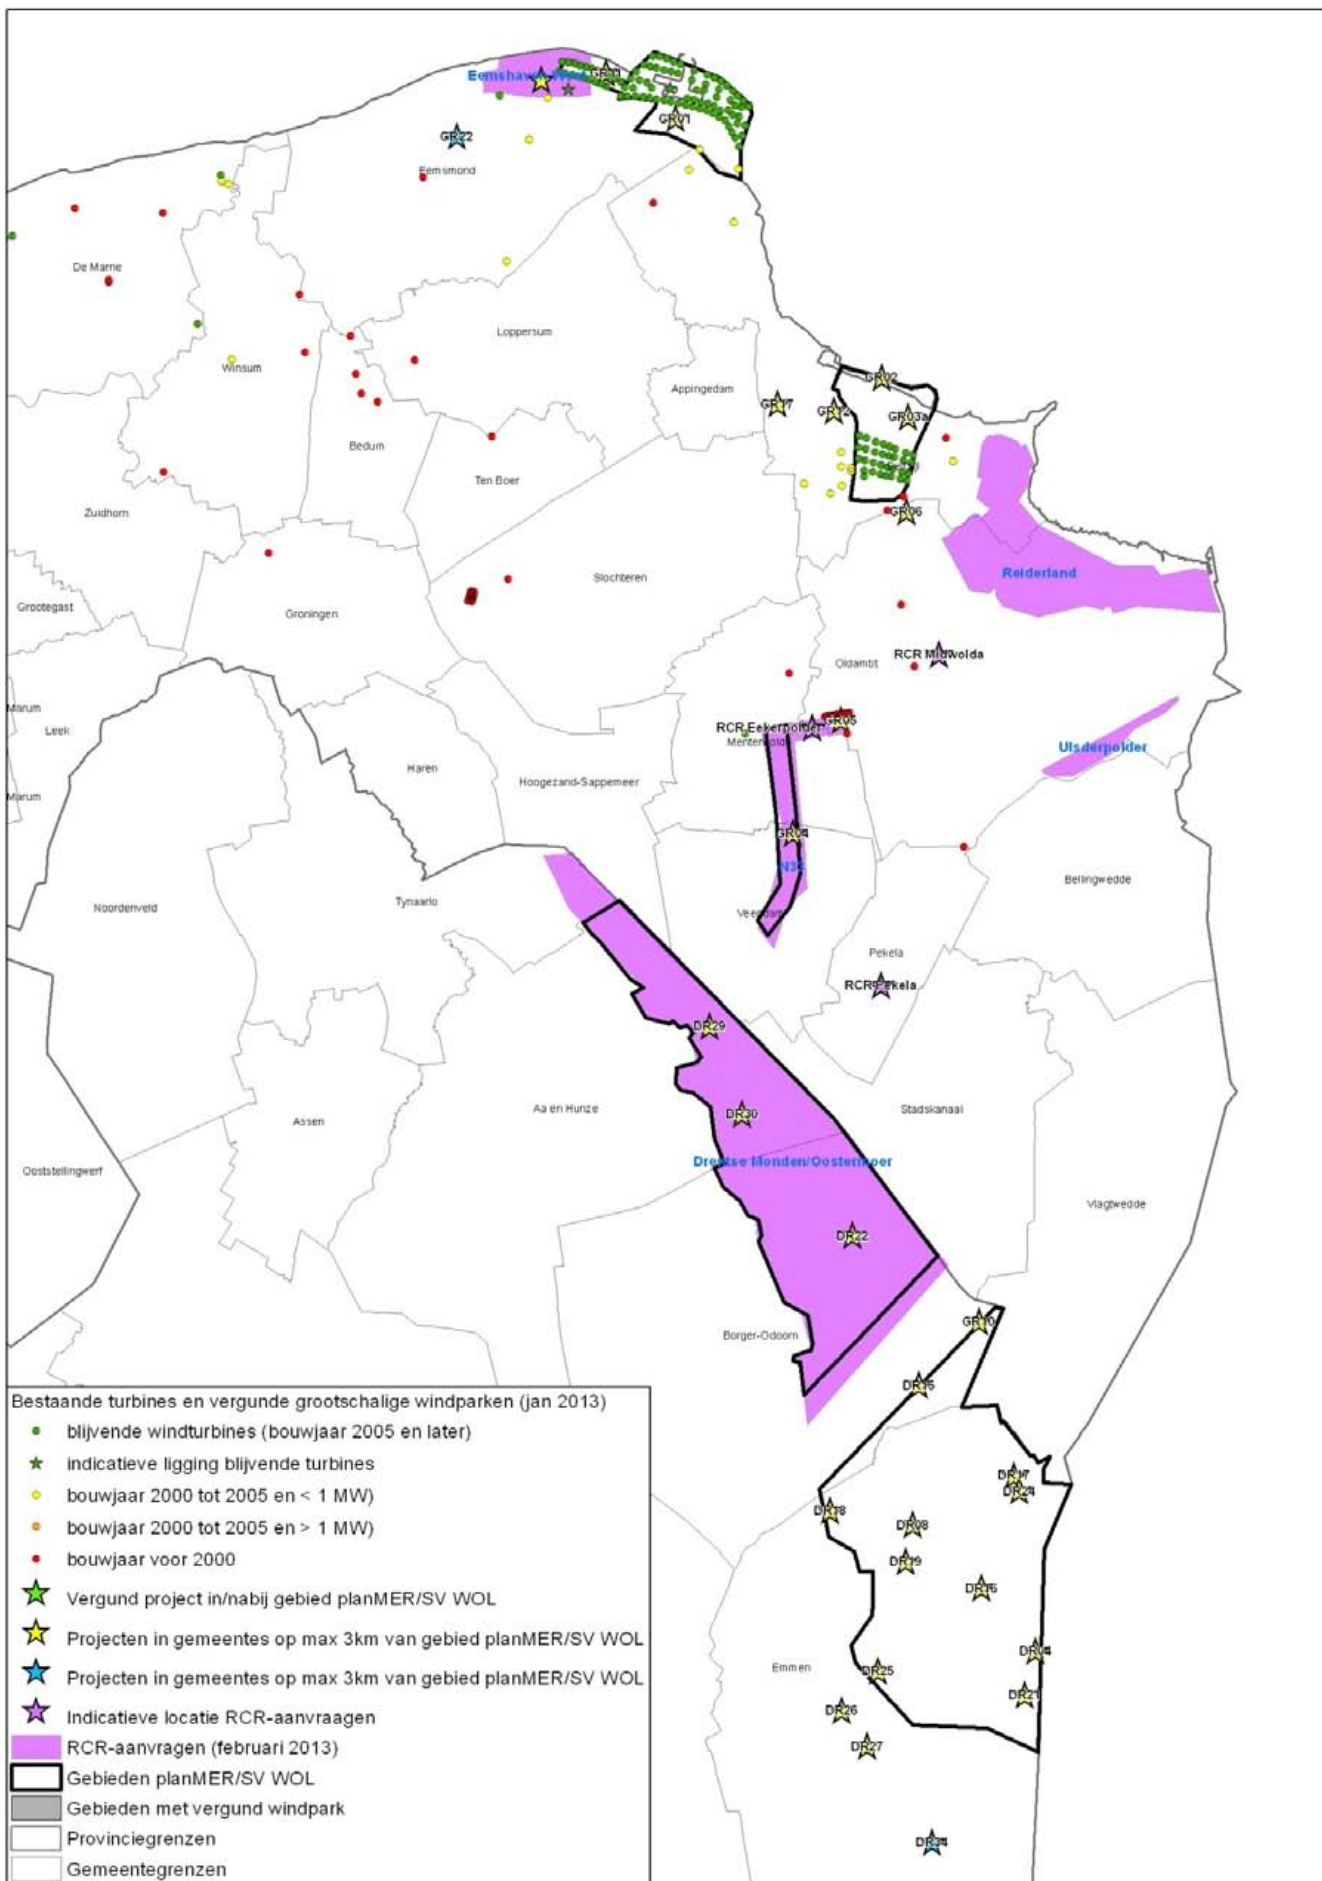 Eemshaven West
GR11
GR01
GR22
Eemsmond
De Marne
Loppersum
Winsum
Appingedam
GR02
GR17
GR12
GR03a
Bedum
Ten Boer
Zuidhorn
GR06
Reiderland
Slochteren
Grootegast
Groningen
RCR Midwolda
Oldambt
Marum
Leek
GR05
RCR Eekerpolder
Menterwolde
Ulsderpolder
Haren
Hoogezand-Sappemeer
Marum
GR04
N33
Bellingwedde
Noordenveld
Tynaarlo
Veendam
Pekela
RCR Pekela
DR29
Aa en Hunze
Stadskanaal
DR30
Assen
Drentse Monden/Oostermoer
Ooststellingwerf
Vlagtwedde
DR22
GR10
Borger-Odoorn
DR15
DR17
DR24
DR18
DR08
DR19
DR16
DR04
Emmen
DR25
DR21
DR26
DR27
DR34
Bestaande turbines en vergunde grootschalige windparken (jan 2013)
blijvende windturbines (bouwjaar 2005 en later)
indicatieve ligging blijvende turbines
bouwjaar 2000 tot 2005 en < 1 MW)
bouwjaar 2000 tot 2005 en > 1 MW)
bouwjaar voor 2000
Vergund project in/nabij gebied planMER/SV WOL
Projecten in gemeentes op max 3km van gebied planMER/SV WOL
Projecten in gemeentes op max 3km van gebied planMER/SV WOL
Indicatieve locatie RCR-aanvraagen
RCR-aanvragen (februari 2013)
Gebieden planMER/SV WOL
Gebieden met vergund windpark
Provinciegrenzen
Gemeentegrenzen